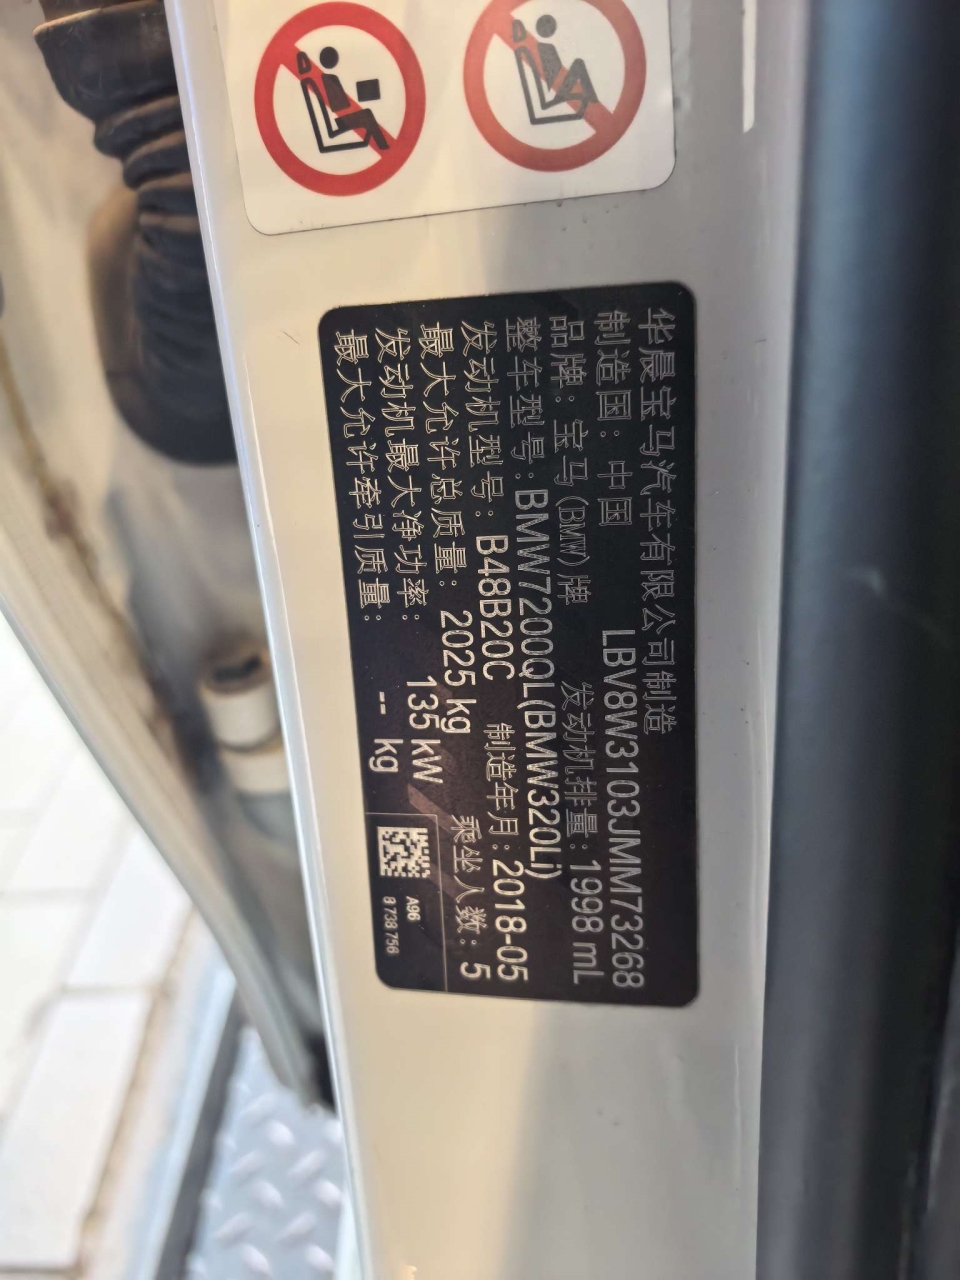 华晨宝马汽车有限公司制造
制造国:中国 LBV8W3103JMM73268
品牌:宝马(BMW)牌 发动机排量:1998 mL
整车型号:BMW7200QL(BMW320Li)
发动机型号:B48B20C 制造年月:2018-05
最大允许总质量:2025 kg 乘坐人数:5
发动机最大净功率:135 kW
最大允许牵引质量:-- kg
A96
8 738 756